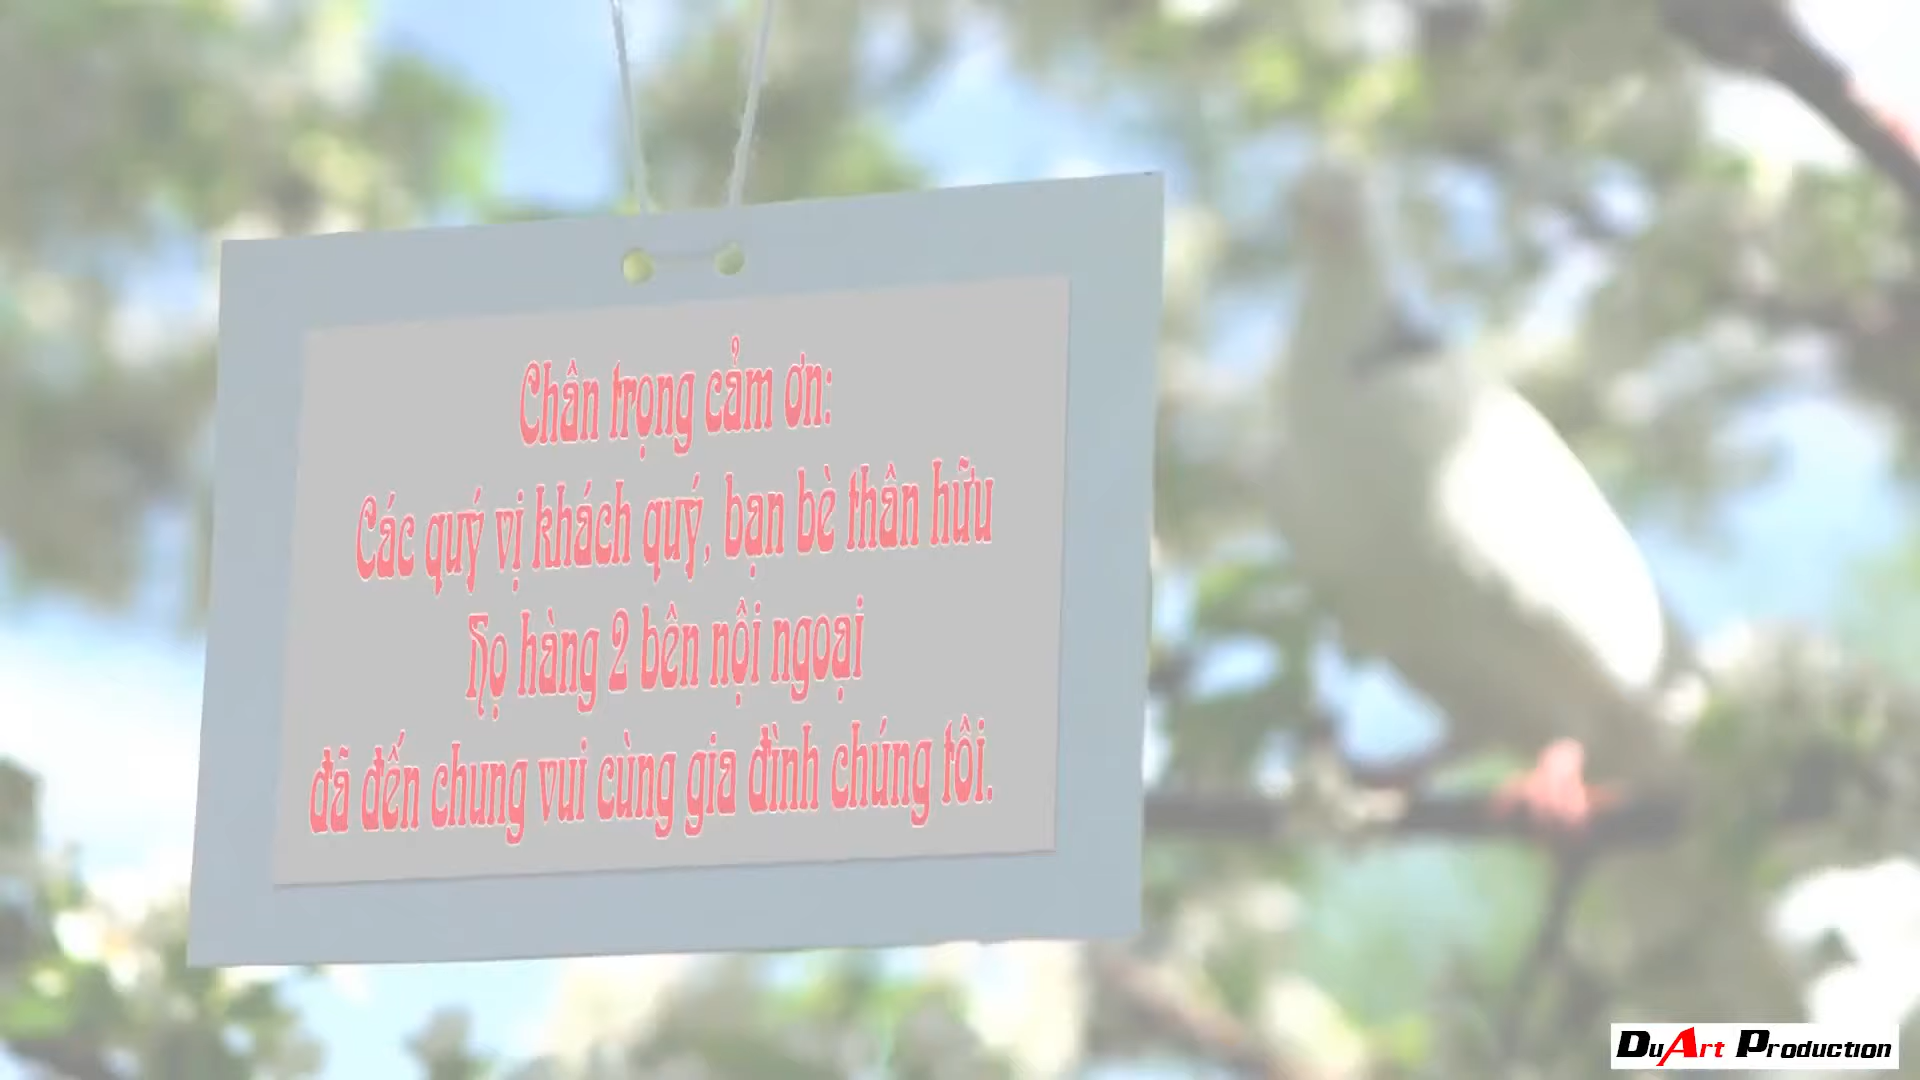 Chân trọng cảm ơn:
Các quý vị khách quý, bạn bè thân hữu
Họ hàng 2 bên nội ngoại
đã đến chung vui cùng gia đình chúng tôi.
DuArt Production